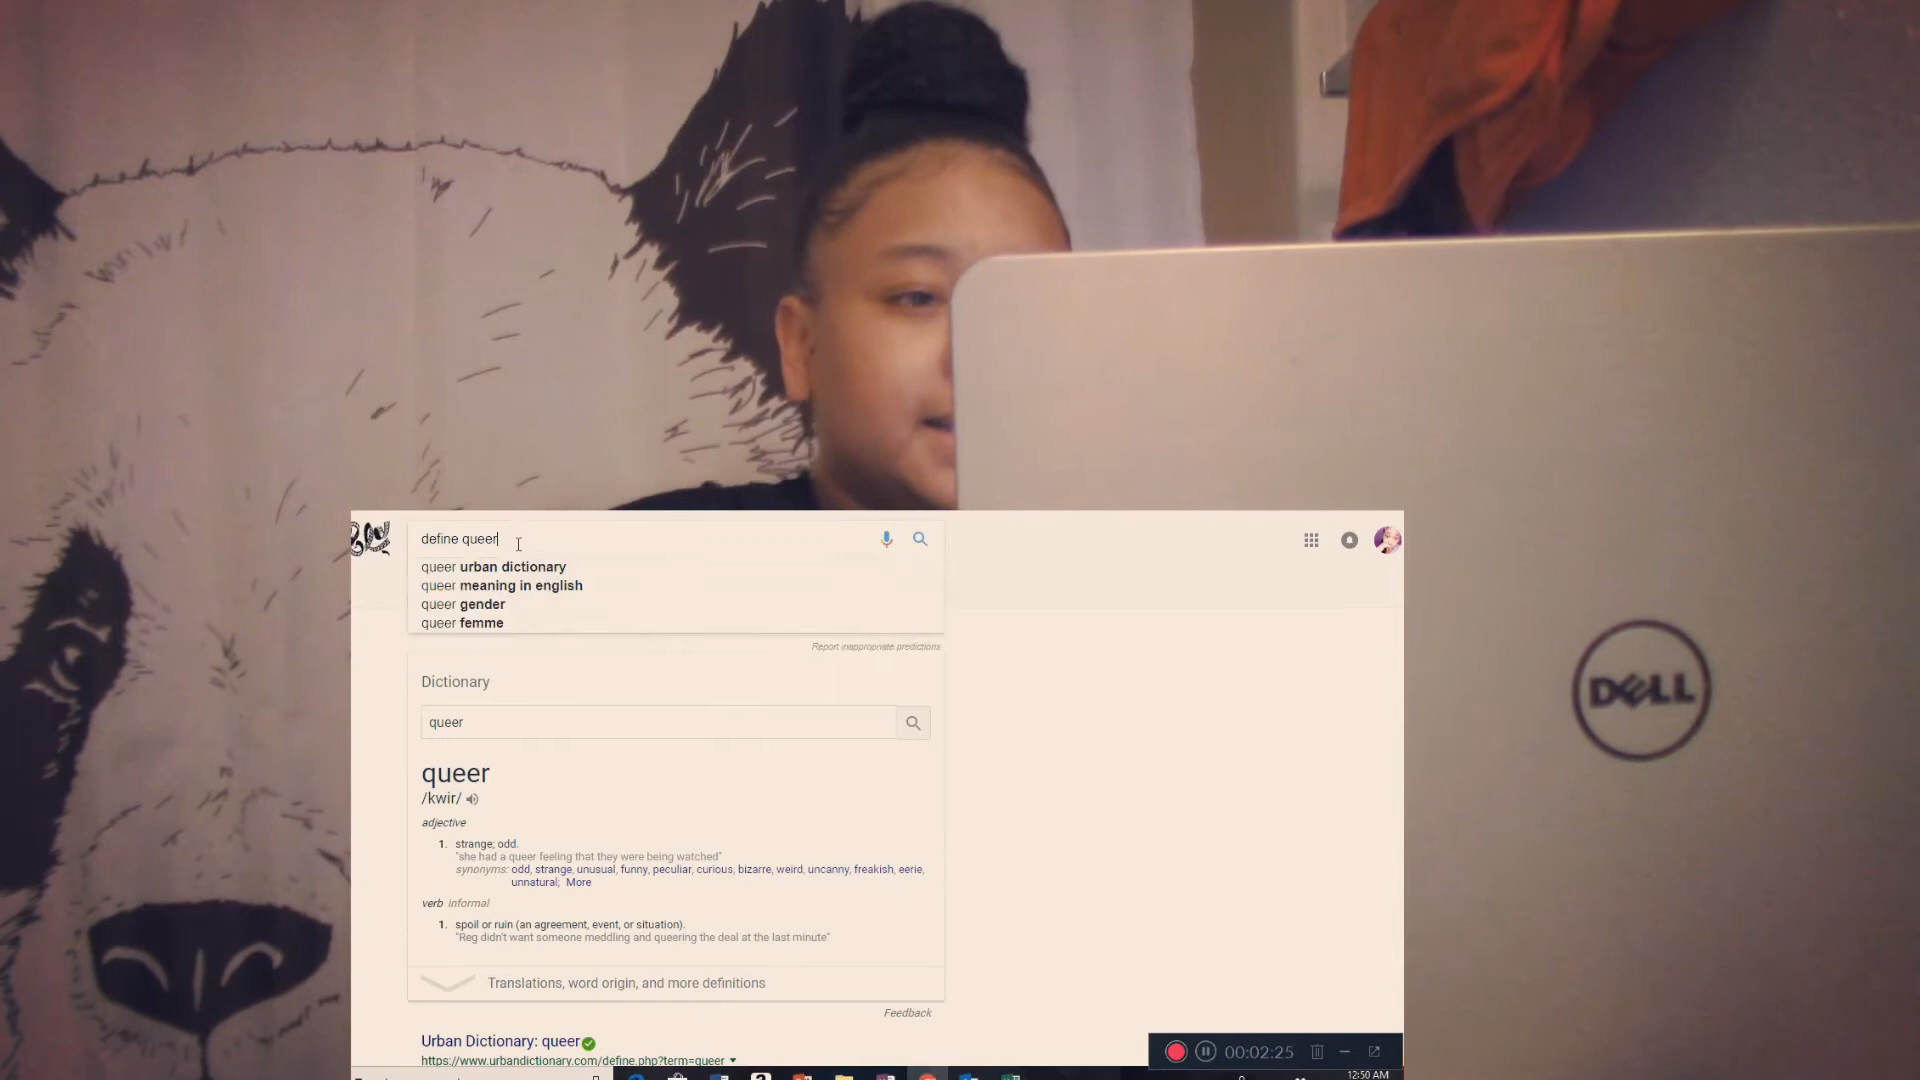 define queer
queer urban dictionary
queer meaning in english
queer gender
queer femme
Report inappropriate predictions
Dictionary
queer
queer
/kwir/
adjective
1. strange; odd.
"she had a queer feeling that they were being watched"
synonyms: odd, strange, unusual, funny, peculiar, curious, bizarre, weird, uncanny, freakish, eerie,
unnatural; More
verb informal
1. spoil or ruin (an agreement, event, or situation).
"Reg didn't want someone meddling and queering the deal at the last minute"
Translations, word origin, and more definitions
Feedback
Urban Dictionary: queer
https://www.urbandictionary.com/define.php?term=queer
00:02:25
12:50 AM
DELL